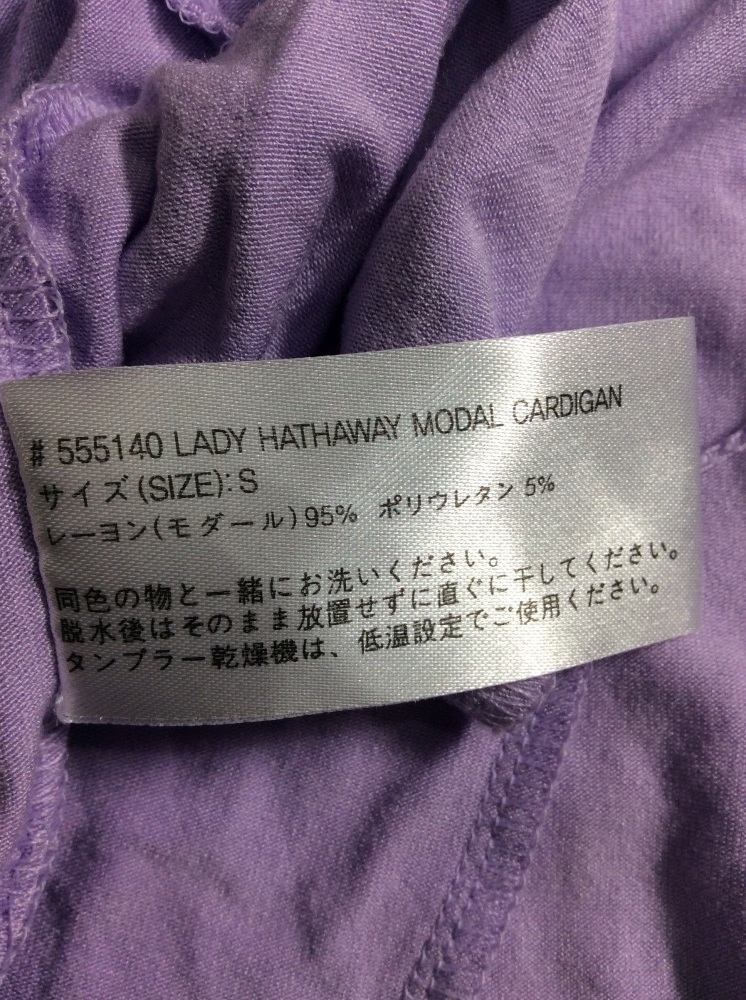 # 555140 LADY HATHAWAY MODAL CARDIGAN
サイズ(SIZE):S
レーヨン(モダール)95% ポリウレタン 5%
同色の物と一緒にお洗いください。
脱水後はそのまま放置せずに直ぐに干してください。
タンブラー乾燥機は、低温設定でご使用ください。